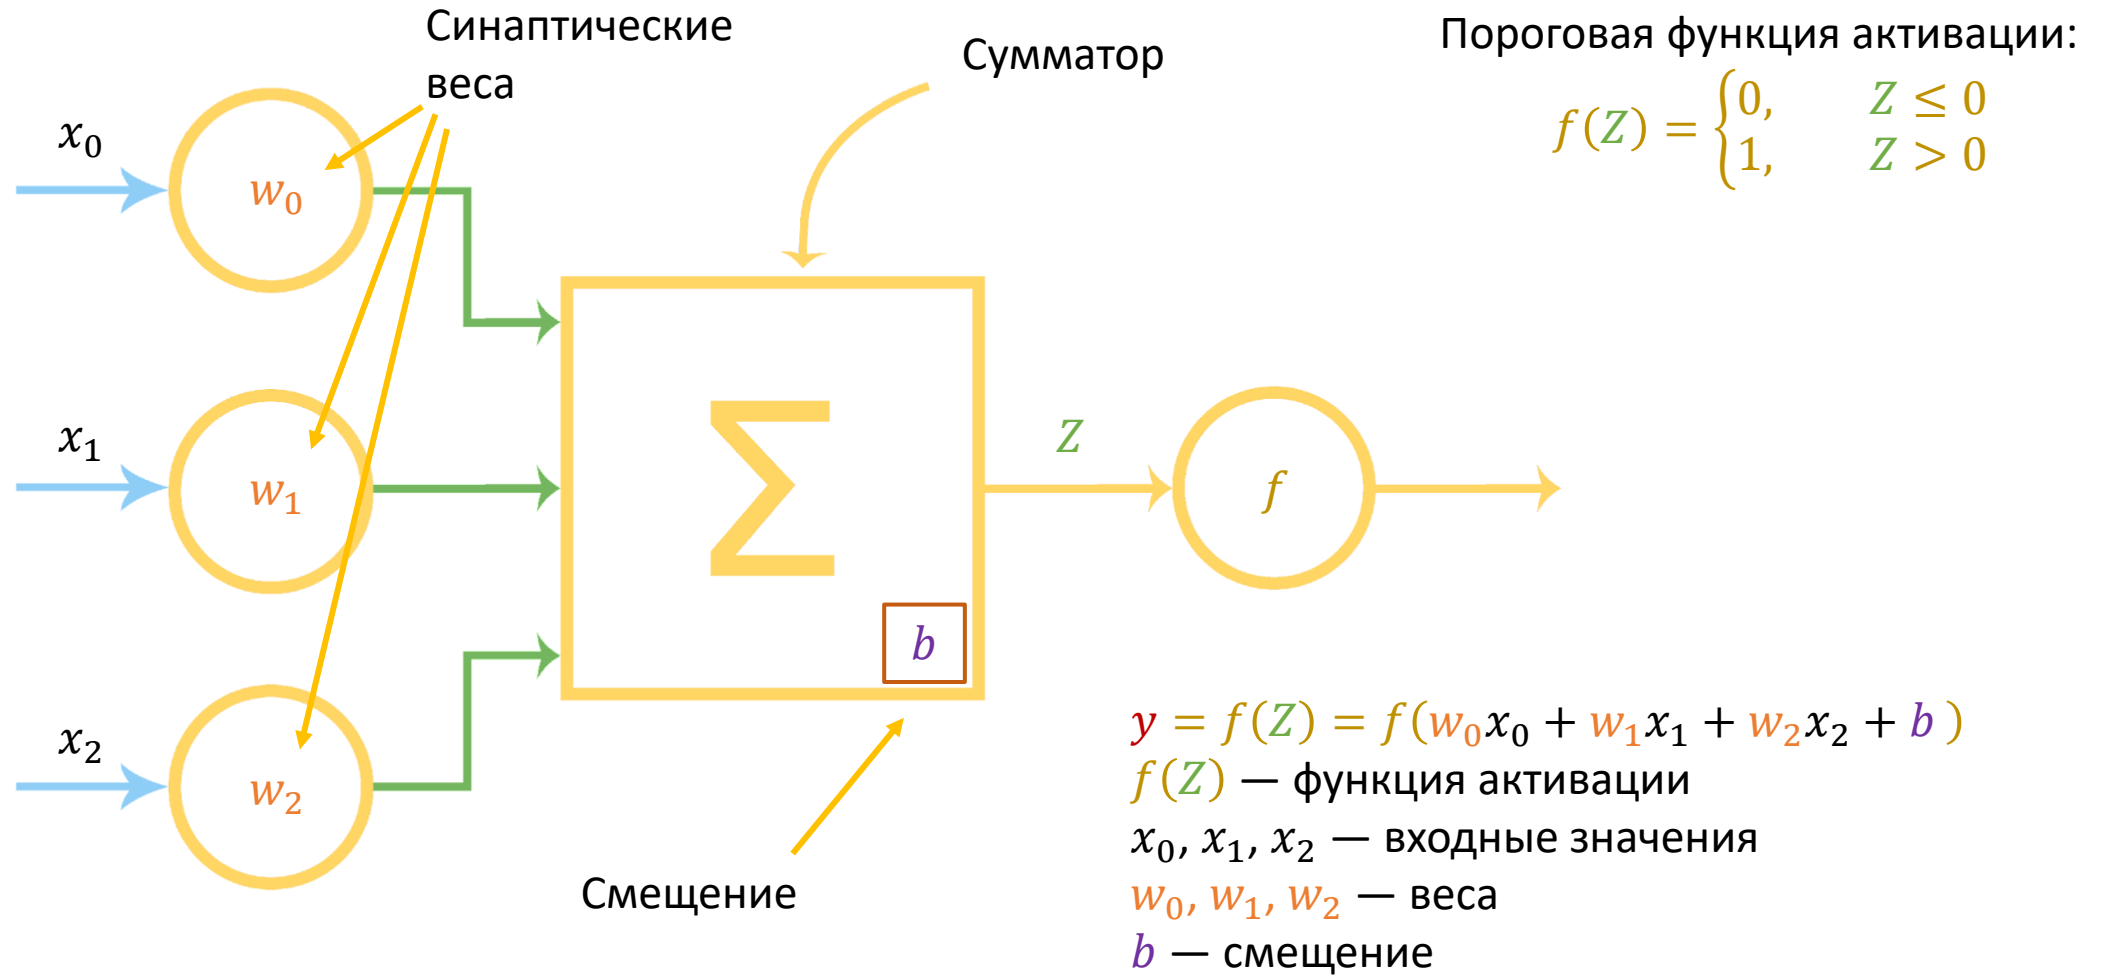 Синаптические
веса
Сумматор
Пороговая функция активации:
f(Z) = {0, Z ≤ 0
1, Z > 0
x₀
w₀
x₁
w₁
Σ
Z
f
b
x₂
w₂
Смещение
y = f(Z) = f(w₀x₀ + w₁x₁ + w₂x₂ + b )
f(Z) — функция активации
x₀, x₁, x₂ — входные значения
w₀, w₁, w₂ — веса
b — смещение